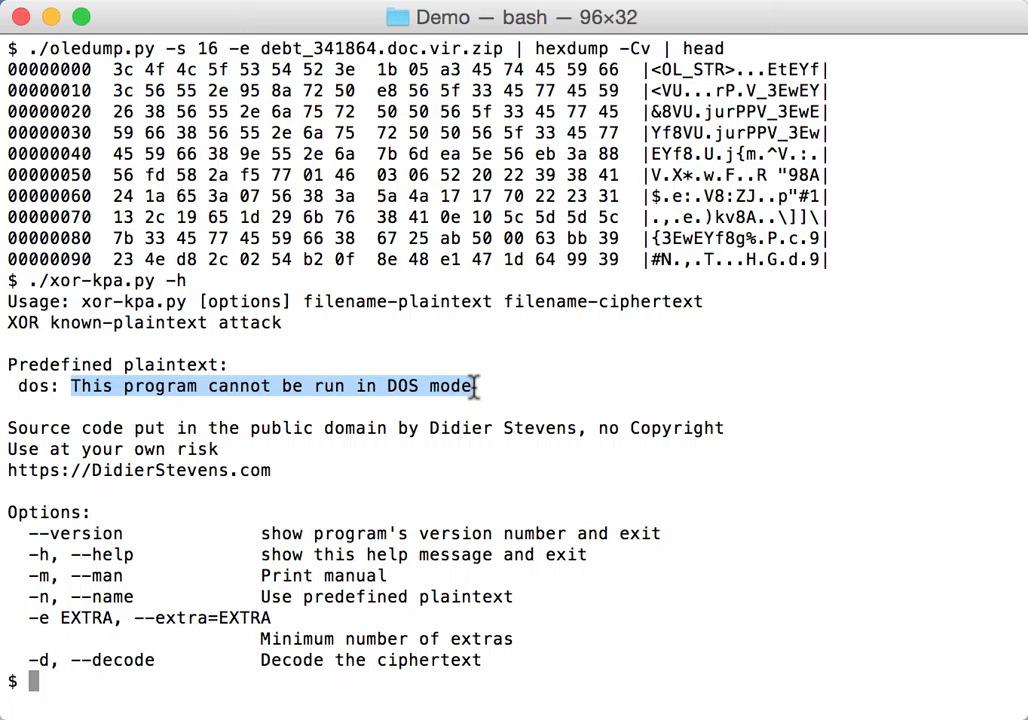 Demo — bash — 96×32
$ ./oledump.py -s 16 -e debt_341864.doc.vir.zip | hexdump -Cv | head
00000000  3c 4f 4c 5f 53 54 52 3e  1b 05 a3 45 74 45 59 66  |<OL_STR>...EtEYf|
00000010  3c 56 55 2e 95 8a 72 50  e8 56 5f 33 45 77 45 59  |<VU...rP.V_3EwEY|
00000020  26 38 56 55 2e 6a 75 72  50 50 56 5f 33 45 77 45  |&8VU.jurPPV_3EwE|
00000030  59 66 38 56 55 2e 6a 75  72 50 50 56 5f 33 45 77  |Yf8VU.jurPPV_3Ew|
00000040  45 59 66 38 9e 55 2e 6a  7b 6d ea 5e 56 eb 3a 88  |EYf8.U.j{m.^V.:.|
00000050  56 fd 58 2a f5 77 01 46  03 06 52 20 22 39 38 41  |V.X*.w.F..R "98A|
00000060  24 1a 65 3a 07 56 38 3a  5a 4a 17 17 70 22 23 31  |$.e:.V8:ZJ..p"#1|
00000070  13 2c 19 65 1d 29 6b 76  38 41 0e 10 5c 5d 5d 5c  |.,.e.)kv8A..\]]\|
00000080  7b 33 45 77 45 59 66 38  67 25 ab 50 00 63 bb 39  |{3EwEYf8g%.P.c.9|
00000090  23 4e d8 2c 02 54 b2 0f  8e 48 e1 47 1d 64 99 39  |#N.,.T...H.G.d.9|
$ ./xor-kpa.py -h
Usage: xor-kpa.py [options] filename-plaintext filename-ciphertext
XOR known-plaintext attack
Predefined plaintext:
dos: This program cannot be run in DOS mode
Source code put in the public domain by Didier Stevens, no Copyright
Use at your own risk
https://DidierStevens.com
Options:
--version             show program's version number and exit
-h, --help            show this help message and exit
-m, --man             Print manual
-n, --name            Use predefined plaintext
-e EXTRA, --extra=EXTRA
Minimum number of extras
-d, --decode          Decode the ciphertext
$